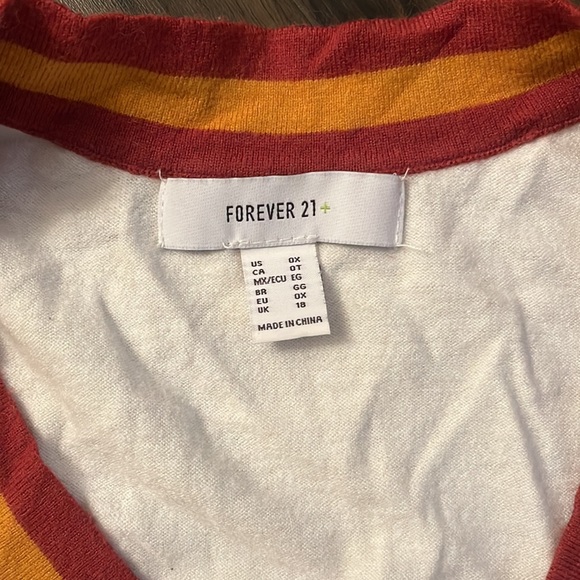 FOREVER 21+
US 0X
CA 0T
MX/ECU EG
BR GG
EU 0X
UK 18
MADE IN CHINA